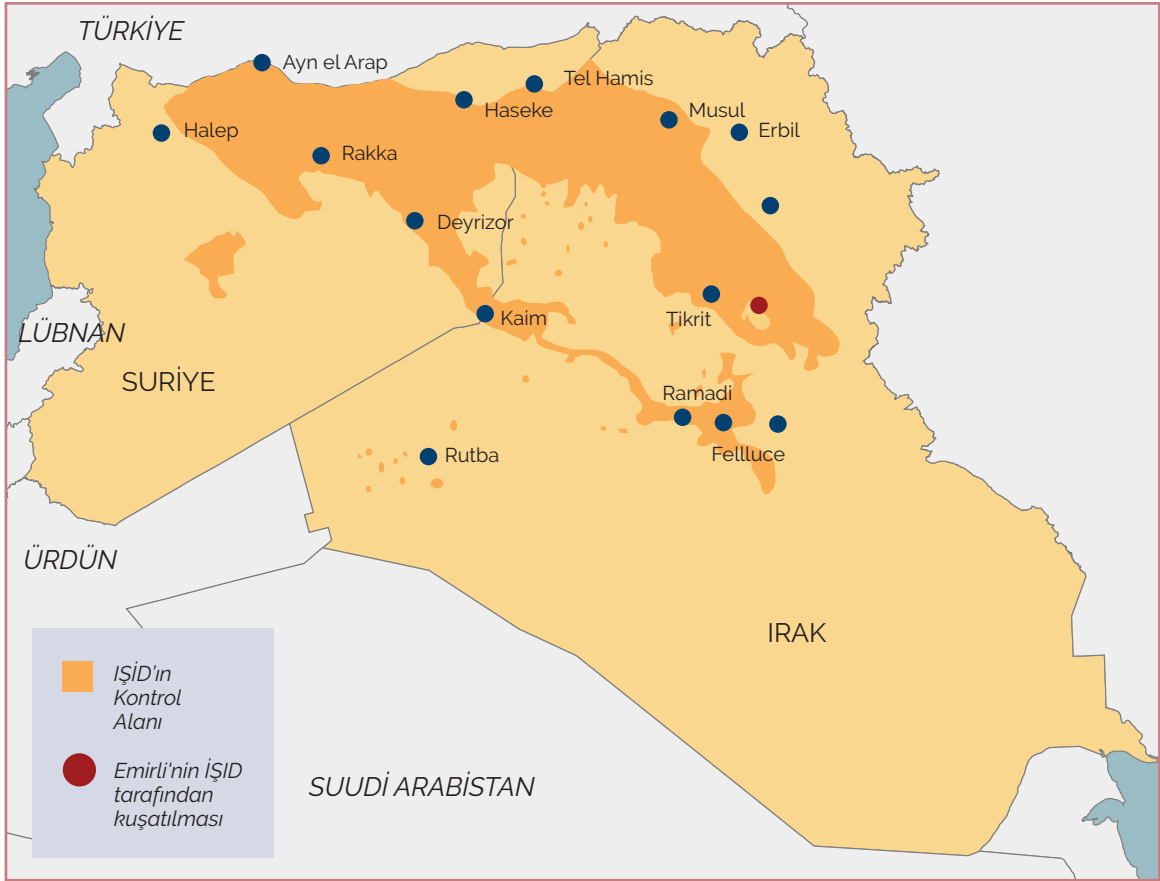 TÜRKİYE
Ayn el Arap
Tel Hamis
Haseke
Musul
Halep
Erbil
Rakka
Deyrizor
Kaim
Tikrit
LÜBNAN
SURİYE
Ramadi
Rutba
Fellluce
ÜRDÜN
IRAK
IŞİD'ın
Kontrol
Alanı
Emirli'nin İŞID
tarafından
kuşatılması
SUUDİ ARABİSTAN